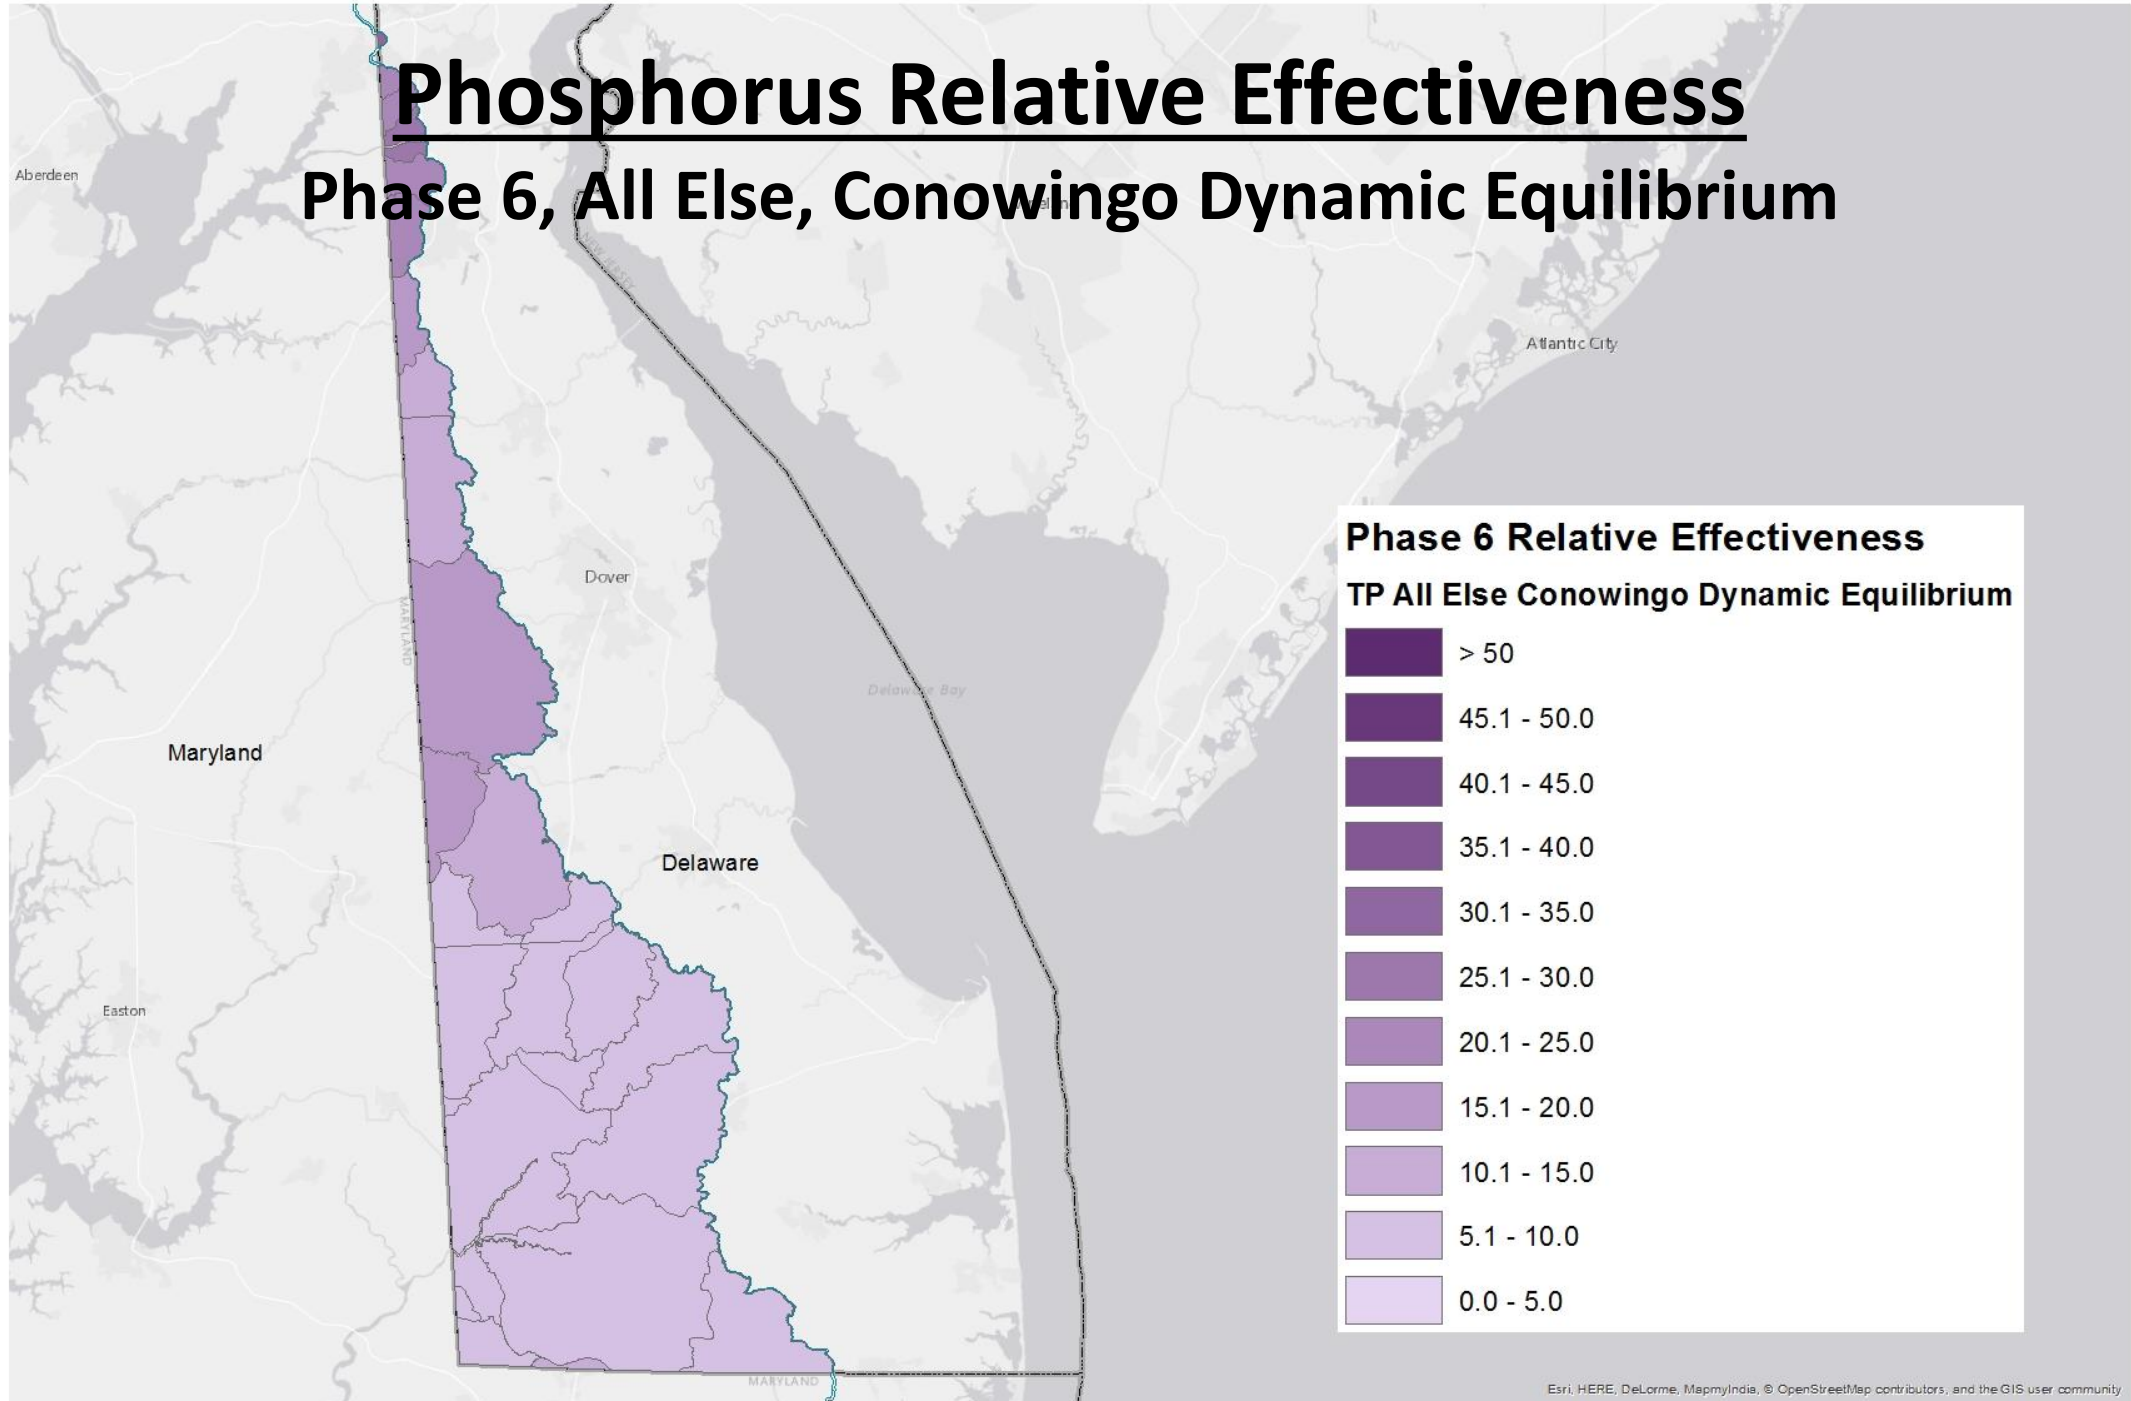 Phosphorus Relative Effectiveness
Phase 6, All Else, Conowingo Dynamic Equilibrium
Aberdeen
NEW JERSEY
Atlantic City
Phase 6 Relative Effectiveness
Dover
TP All Else Conowingo Dynamic Equilibrium
MARYLAND
> 50
Delaware Bay
45.1 - 50.0
Maryland
40.1 - 45.0
Delaware
35.1 - 40.0
30.1 - 35.0
25.1 - 30.0
Easton
20.1 - 25.0
15.1 - 20.0
10.1 - 15.0
5.1 - 10.0
0.0 - 5.0
MARYLAND
Esri, HERE, DeLorme, MapmyIndia, © OpenStreetMap contributors, and the GIS user community